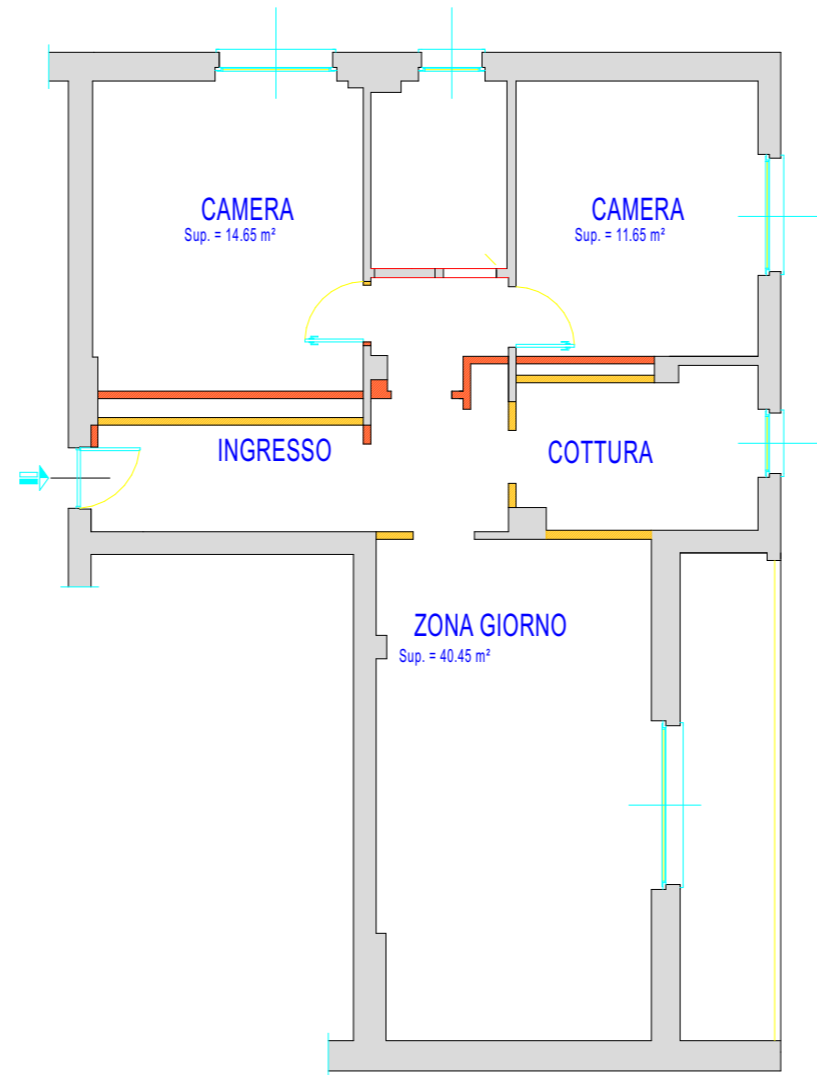 CAMERA
Sup. = 14.65 m²
CAMERA
Sup. = 11.65 m²
INGRESSO
COTTURA
ZONA GIORNO
Sup. = 40.45 m²